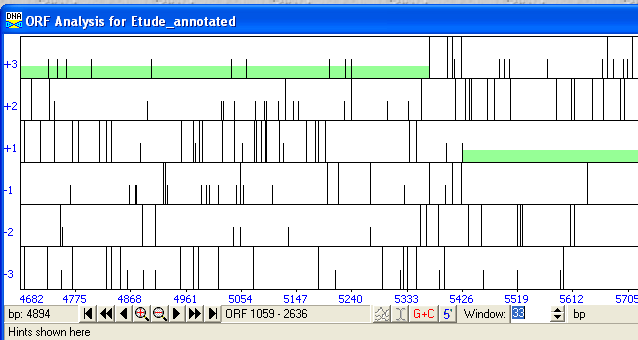 DNA ORF Analysis for Etude_annotated
+3
+2
+1
-1
-2
-3
4682 4775 4868 4961 5054 5147 5240 5333 5426 5519 5612 5705
bp: 4894 ORF 1059 - 2636 G+C 5' Window: 33 bp
Hints shown here